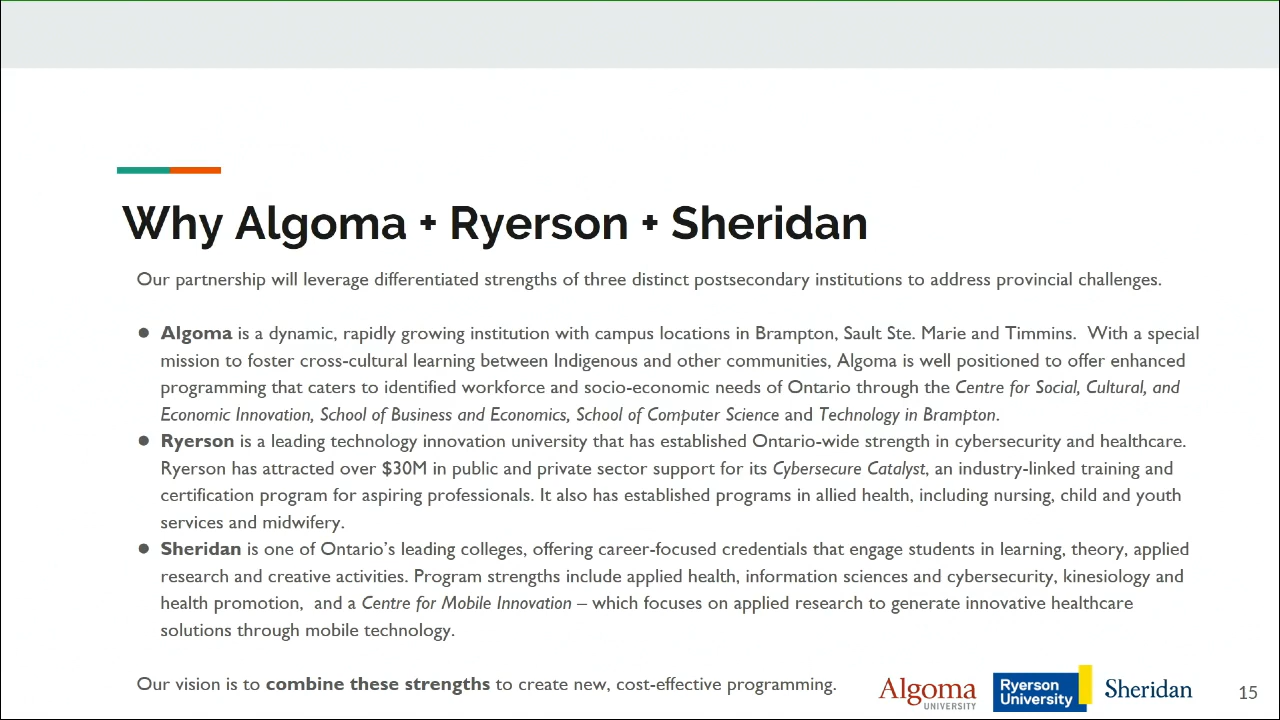 Why Algoma + Ryerson + Sheridan
Our partnership will leverage differentiated strengths of three distinct postsecondary institutions to address provincial challenges.
● Algoma is a dynamic, rapidly growing institution with campus locations in Brampton, Sault Ste. Marie and Timmins.  With a special
mission to foster cross-cultural learning between Indigenous and other communities, Algoma is well positioned to offer enhanced
programming that caters to identified workforce and socio-economic needs of Ontario through the Centre for Social, Cultural, and
Economic Innovation, School of Business and Economics, School of Computer Science and Technology in Brampton.
● Ryerson is a leading technology innovation university that has established Ontario-wide strength in cybersecurity and healthcare.
Ryerson has attracted over $30M in public and private sector support for its Cybersecure Catalyst, an industry-linked training and
certification program for aspiring professionals. It also has established programs in allied health, including nursing, child and youth
services and midwifery.
● Sheridan is one of Ontario’s leading colleges, offering career-focused credentials that engage students in learning, theory, applied
research and creative activities. Program strengths include applied health, information sciences and cybersecurity, kinesiology and
health promotion,  and a Centre for Mobile Innovation – which focuses on applied research to generate innovative healthcare
solutions through mobile technology.
Our vision is to combine these strengths to create new, cost-effective programming.
Algoma
UNIVERSITY
Ryerson
University
Sheridan
15